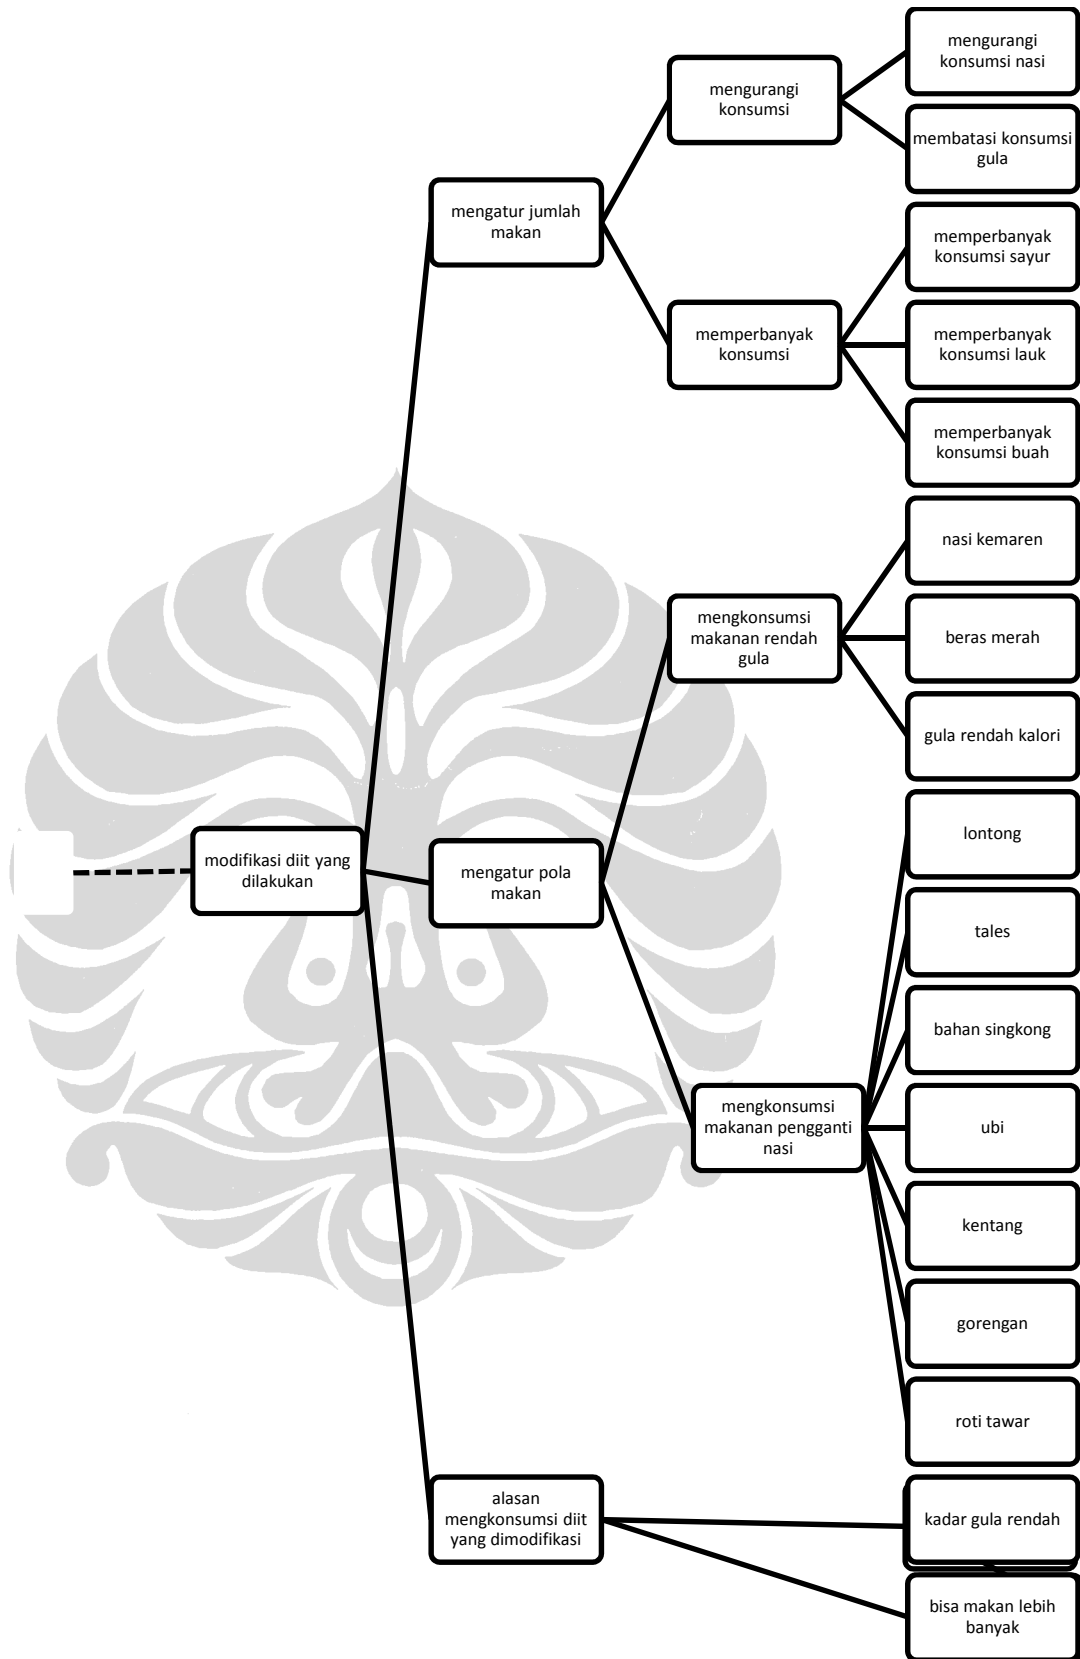 modifikasi diit yang
dilakukan
mengatur jumlah
makan
mengurangi
konsumsi
mengurangi
konsumsi nasi
membatasi konsumsi
gula
memperbanyak
konsumsi
memperbanyak
konsumsi sayur
memperbanyak
konsumsi lauk
memperbanyak
konsumsi buah
mengatur pola
makan
mengkonsumsi
makanan rendah
gula
nasi kemaren
beras merah
gula rendah kalori
mengkonsumsi
makanan pengganti
nasi
lontong
tales
bahan singkong
ubi
kentang
gorengan
roti tawar
alasan
mengkonsumsi diit
yang dimodifikasi
kadar gula rendah
bisa makan lebih
banyak